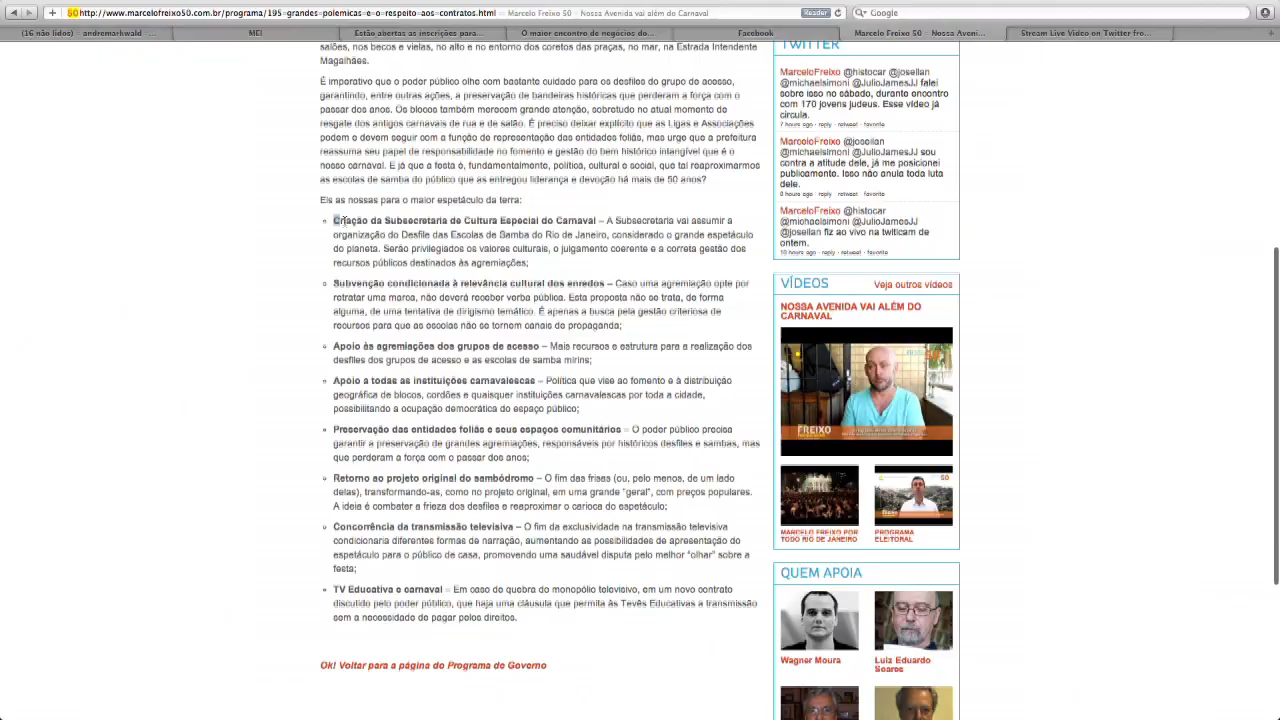 http://www.marcelofreixo50.com.br/programa/195-grandes-polemicas-e-o-respeito-aos-contratos.html — Marcelo Freixo 50 – Nossa Avenida vai além do Carnaval
Reader
Google
(16 não lidos) – andremarkwald – ...
MEI
Estão abertas as inscrições para...
O maior encontro de negócios do...
Facebook
Marcelo Freixo 50 – Nossa Aveni...
Stream Live Video on Twitter fro...
salões, nos becos e vielas, no alto e no entorno dos coretos das praças, no mar, na Estrada Intendente
Magalhães.
É imperativo que o poder público olhe com bastante cuidado para os desfiles do grupo de acesso,
garantindo, entre outras ações, a preservação de bandeiras históricas que perderam a força com o
passar dos anos. Os blocos também merecem grande atenção, sobretudo no atual momento de
resgate dos antigos carnavais de rua e de salão. É preciso deixar explícito que as Ligas e Associações
podem e devem seguir com a função de representação das entidades foliãs, mas urge que a prefeitura
reassuma seu papel de responsabilidade no fomento e gestão do bem histórico intangível que é o
nosso carnaval. E já que a festa é, fundamentalmente, política, cultural e social, que tal reaproximarmos
as escolas de samba do público que as entregou liderança e devoção há mais de 50 anos?
Eis as nossas para o maior espetáculo da terra:
Criação da Subsecretaria de Cultura Especial do Carnaval – A Subsecretaria vai assumir a
organização do Desfile das Escolas de Samba do Rio de Janeiro, considerado o grande espetáculo
do planeta. Serão privilegiados os valores culturais, o julgamento coerente e a correta gestão dos
recursos públicos destinados às agremiações;
Subvenção condicionada à relevância cultural dos enredos – Caso uma agremiação opte por
retratar uma marca, não deverá receber verba pública. Esta proposta não se trata, de forma
alguma, de uma tentativa de dirigismo temático. É apenas a busca pela gestão criteriosa de
recursos para que as escolas não se tornem canais de propaganda;
Apoio às agremiações dos grupos de acesso – Mais recursos e estrutura para a realização dos
desfiles dos grupos de acesso e as escolas de samba mirins;
Apoio a todas as instituições carnavalescas – Política que vise ao fomento e à distribuição
geográfica de blocos, cordões e quaisquer instituições carnavalescas por toda a cidade,
possibilitando a ocupação democrática do espaço público;
Preservação das entidades foliãs e seus espaços comunitários – O poder público precisa
garantir a preservação de grandes agremiações, responsáveis por históricos desfiles e sambas, mas
que perderam a força com o passar dos anos;
Retorno ao projeto original do sambódromo – O fim das frisas (ou, pelo menos, de um lado
delas), transformando-as, como no projeto original, em uma grande "geral", com preços populares.
A ideia é combater a frieza dos desfiles e reaproximar o carioca do espetáculo;
Concorrência da transmissão televisiva – O fim da exclusividade na transmissão televisiva
condicionaria diferentes formas de narração, aumentando as possibilidades de apresentação do
espetáculo para o público de casa, promovendo uma saudável disputa pelo melhor "olhar" sobre a
festa;
TV Educativa e carnaval – Em caso de quebra do monopólio televisivo, em um novo contrato
discutido pelo poder público, que haja uma cláusula que permita às Tevês Educativas a transmissão
sem a necessidade de pagar pelos direitos.
Ok! Voltar para a página do Programa de Governo
TWITTER
MarceloFreixo @histocar @josellan
@michaelsimoni @JulioJamesJJ falei
sobre isso no sábado, durante encontro
com 170 jovens judeus. Esse vídeo já
circula.
7 hours ago · reply · retweet · favorite
MarceloFreixo @josellan
@michaelsimoni @JulioJamesJJ sou
contra a atitude dele, já me posicionei
publicamento. Isso não anula toda luta
dele.
8 hours ago · reply · retweet · favorite
MarceloFreixo @histocar
@michaelsimoni @JulioJamesJJ
@josellan fiz ao vivo na twitcam de
ontem.
10 hours ago · reply · retweet · favorite
VÍDEOS
Veja outros vídeos
NOSSA AVENIDA VAI ALÉM DO
CARNAVAL
50
FREIXO
MARCELO FREIXO POR
TODO RIO DE JANEIRO
PROGRAMA
ELEITORAL
QUEM APOIA
Wagner Moura
Luiz Eduardo
Soares